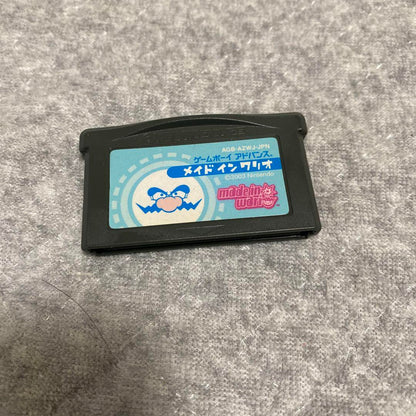 AGB-AZWJ-JPN
ゲームボーイ アドバンス
メイド イン ワリオ
©2003 Nintendo
made in
wario